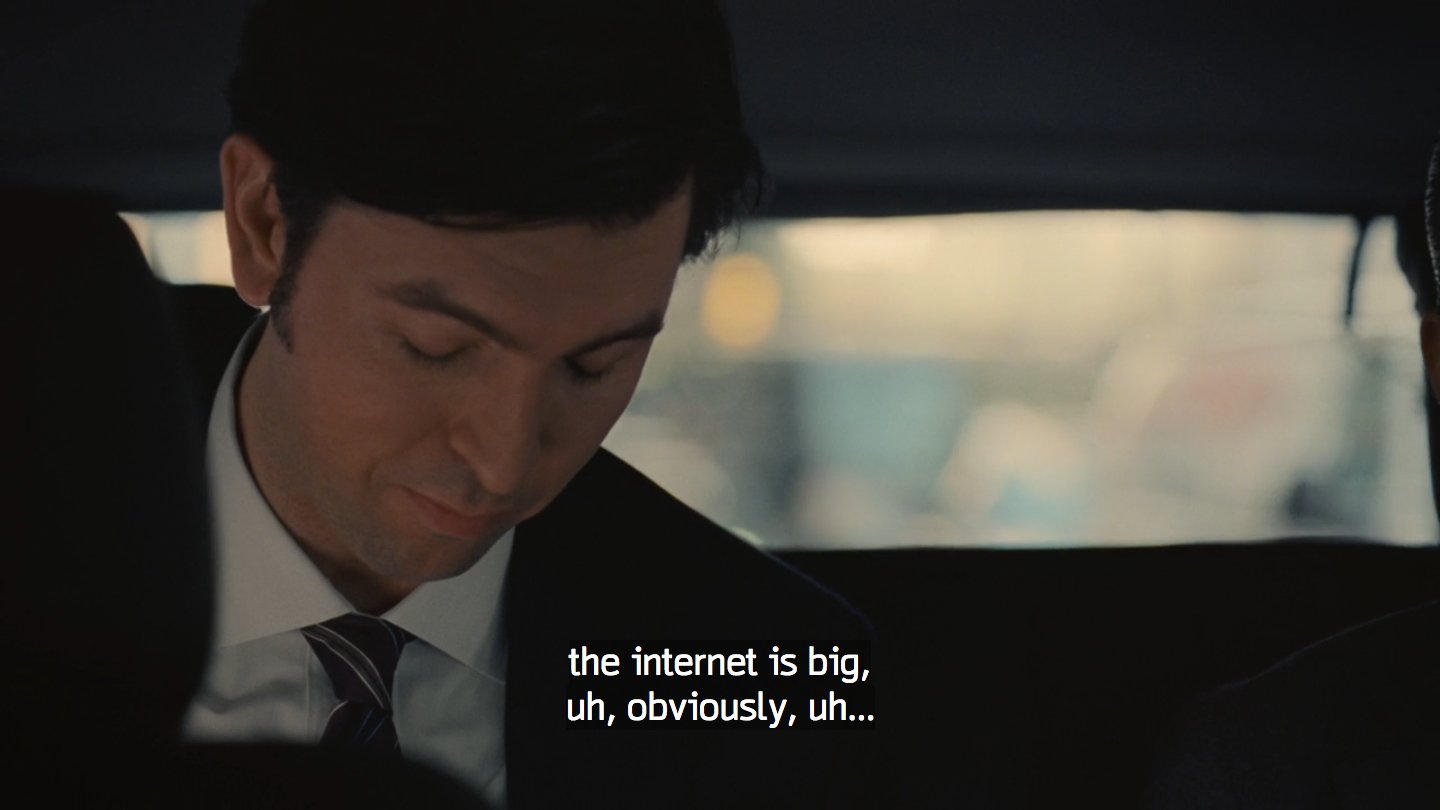 the internet is big,
uh, obviously, uh...